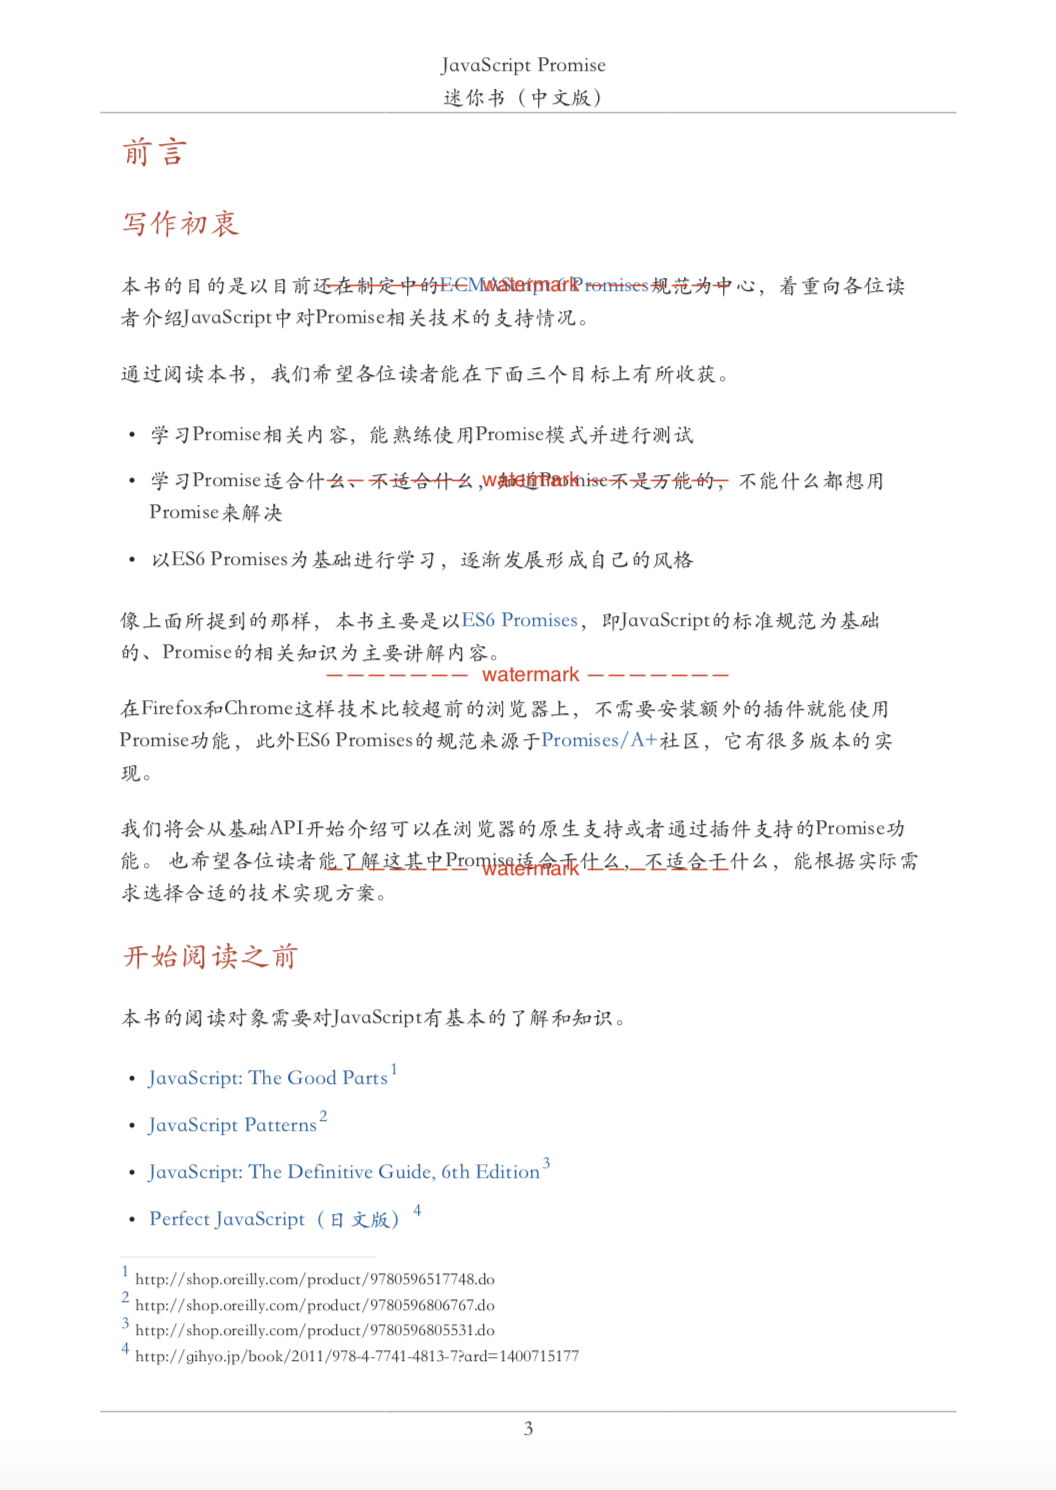 JavaScript Promise
迷你书（中文版）
前言
写作初衷
本书的目的是以目前还在制定中的ECMAScript 6 Promises规范为中心，着重向各位读
watermark
者介绍JavaScript中对Promise相关技术的支持情况。
通过阅读本书，我们希望各位读者能在下面三个目标上有所收获。
• 学习Promise相关内容，能熟练使用Promise模式并进行测试
• 学习Promise适合什么、不适合什么，知道Promise不是万能的，不能什么都想用
watermark
Promise来解决
• 以ES6 Promises为基础进行学习，逐渐发展形成自己的风格
像上面所提到的那样，本书主要是以ES6 Promises，即JavaScript的标准规范为基础
的、Promise的相关知识为主要讲解内容。
——————— watermark ———————
在Firefox和Chrome这样技术比较超前的浏览器上，不需要安装额外的插件就能使用
Promise功能，此外ES6 Promises的规范来源于Promises/A+社区，它有很多版本的实
现。
我们将会从基础API开始介绍可以在浏览器的原生支持或者通过插件支持的Promise功
能。 也希望各位读者能了解这其中Promise适合于什么，不适合于什么，能根据实际需
watermark
求选择合适的技术实现方案。
开始阅读之前
本书的阅读对象需要对JavaScript有基本的了解和知识。
• JavaScript: The Good Parts1
• JavaScript Patterns2
• JavaScript: The Definitive Guide, 6th Edition3
• Perfect JavaScript（日文版） 4
1 http://shop.oreilly.com/product/9780596517748.do
2 http://shop.oreilly.com/product/9780596806767.do
3 http://shop.oreilly.com/product/9780596805531.do
4 http://gihyo.jp/book/2011/978-4-7741-4813-7?ard=1400715177
3